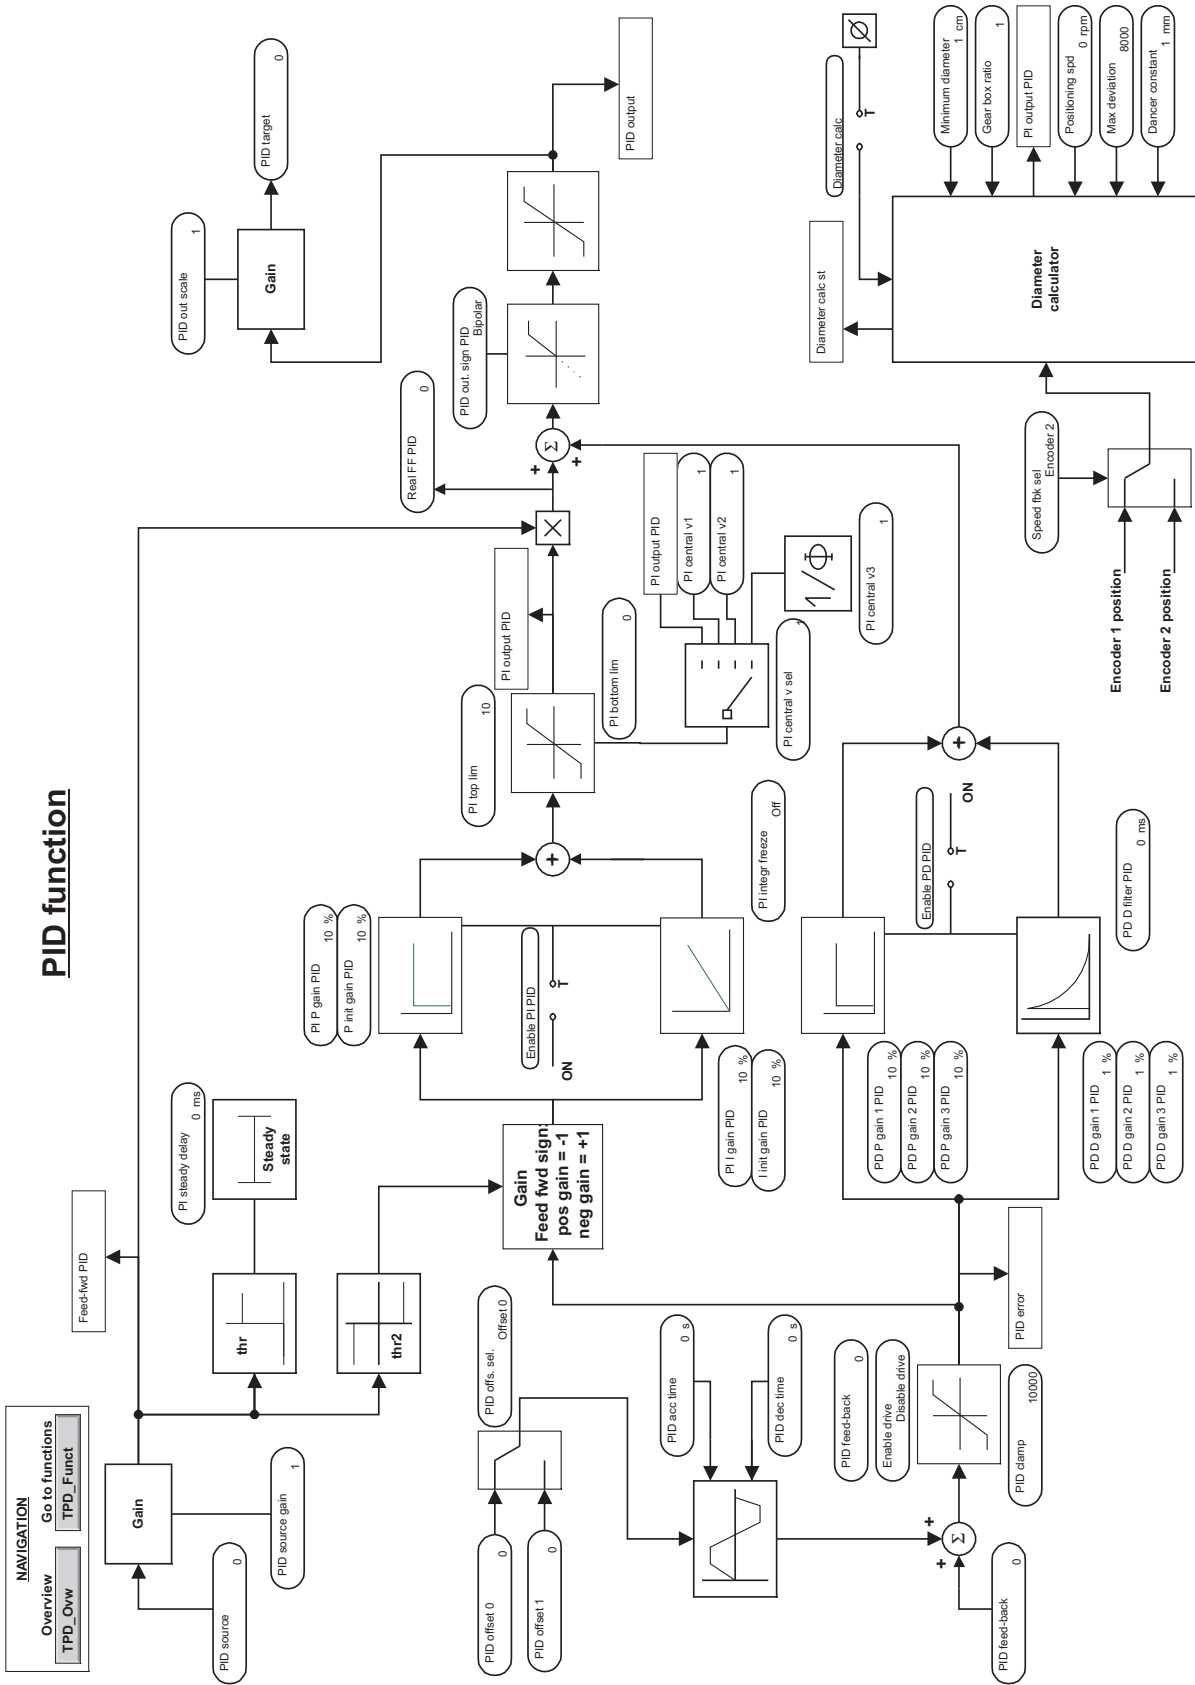 PID function
NAVIGATION
Overview
Go to functions
TPD_Ovw
TPD_Funct
Feed-fwd PID
PID source
0
Gain
PID source gain
1
thr
PI steady delay
0 ms
Steady
state
thr2
PID offset 0
0
PID offset 1
0
PID offs. sel.
Offset 0
Gain
Feed fwd sign:
pos gain = -1
neg gain = +1
PI P gain PID
10 %
P init gain PID
10 %
Enable PI PID
ON
T
PI I gain PID
10 %
I init gain PID
10 %
PI integr freeze
Off
+
PI top lim
10
PI output PID
PI bottom lim
0
PI central v sel
1
PI output PID
PI central v1
1
PI central v2
1
1/Φ
PI central v3
1
X
Real FF PID
0
+
+
Σ
PID out. sign PID
Bipolar
PID output
PID out scale
1
Gain
PID target
0
PID acc time
0 s
PID dec time
0 s
PID feed-back
0
+
+
Σ
PID feed-back
0
Enable drive
Disable drive
PID clamp
10000
PID error
PD P gain 1 PID
10 %
PD P gain 2 PID
10 %
PD P gain 3 PID
10 %
PD D gain 1 PID
1 %
PD D gain 2 PID
1 %
PD D gain 3 PID
1 %
Enable PD PID
T
ON
PD D filter PID
0 ms
+
Encoder 1 position
Encoder 2 position
Speed fbk sel
Encoder 2
Diameter calc st
Diameter
calculator
Diameter calc
T
Ø
Minimum diameter
1 cm
Gear box ratio
1
PI output PID
Positioning spd
0 rpm
Max deviation
8000
Dancer constant
1 mm